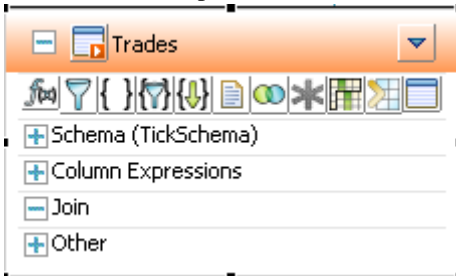 Trades
f(x) { } {
Schema (TickSchema)
Column Expressions
Join
Other